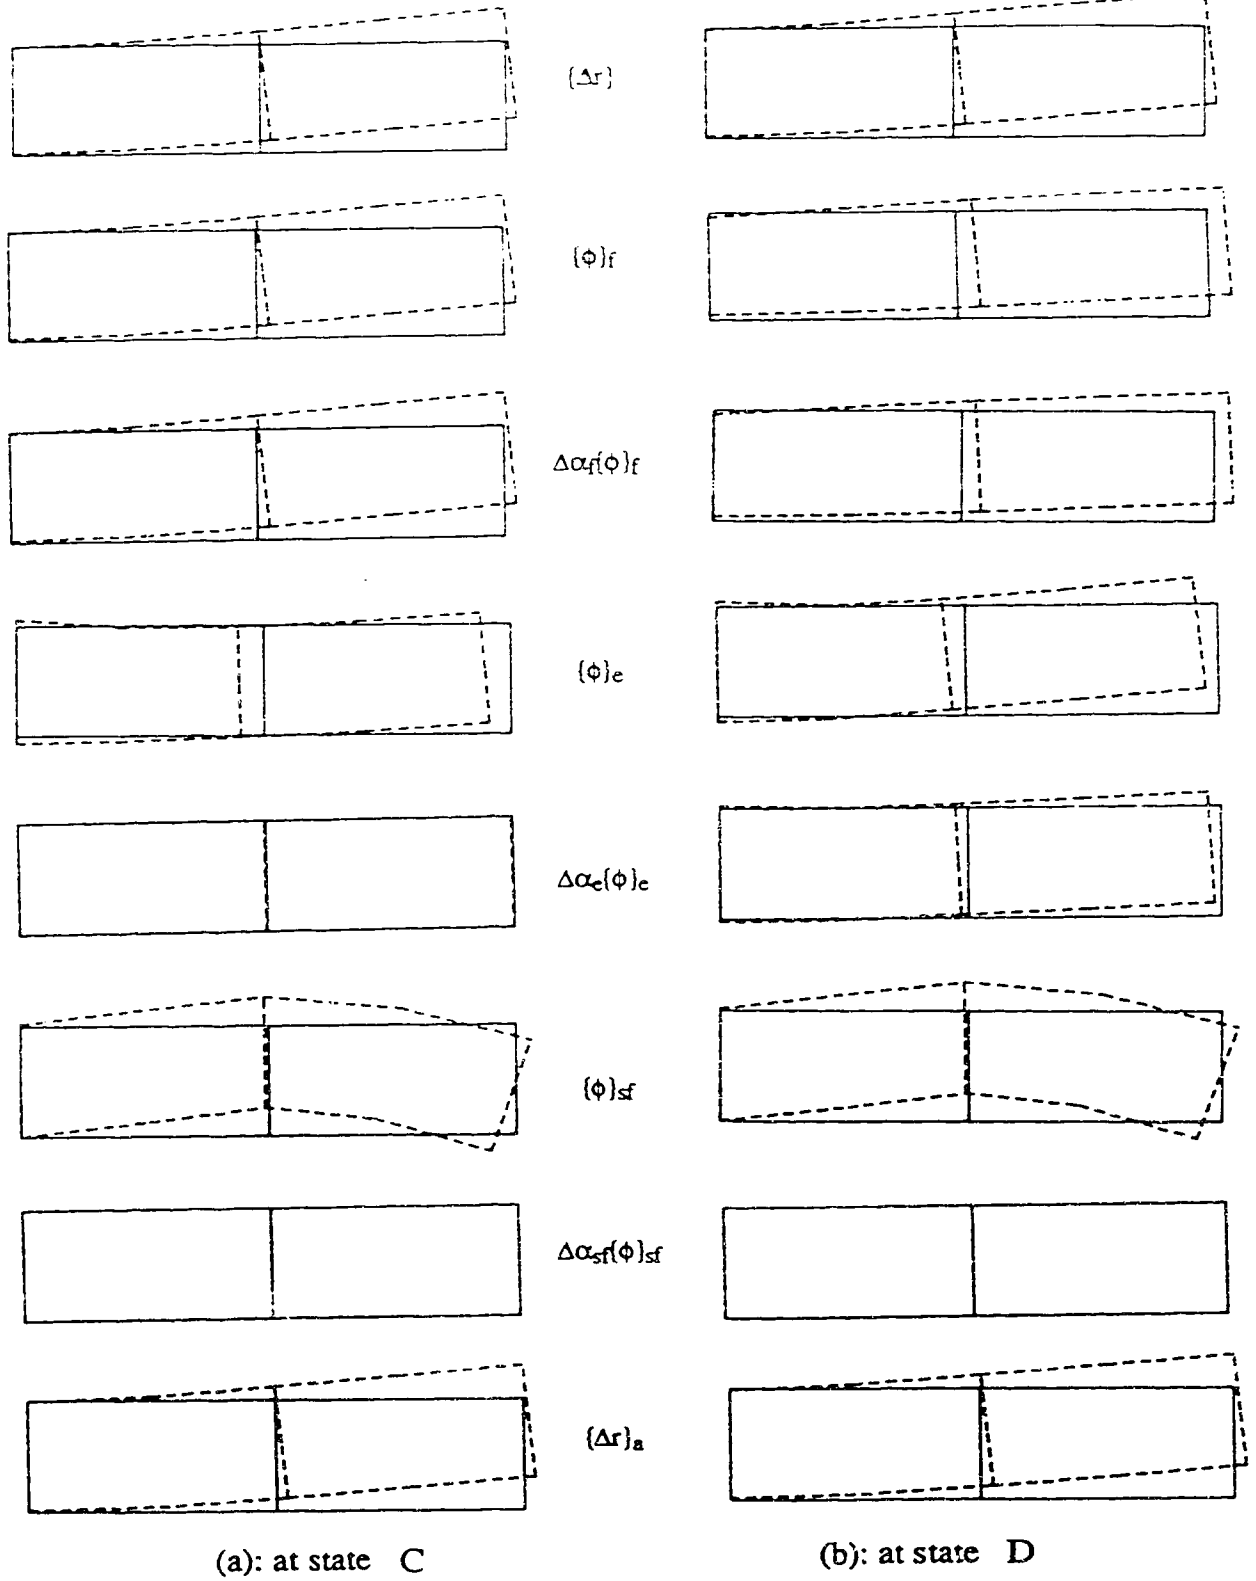 {Δr}
{ϕ}f
Δαf{ϕ}f
{ϕ}e
Δαe{ϕ}e
{ϕ}sf
Δαsf{ϕ}sf
{Δr}a
(a): at state C
(b): at state D